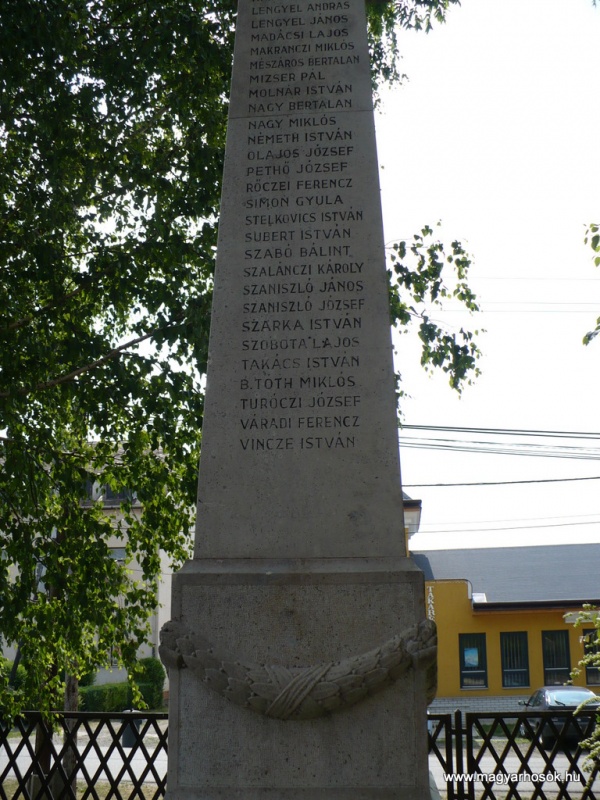 LENGYEL ANDRÁS
LENGYEL JÁNOS
MADÁCSI LAJOS
MAKRANCZI MIKLÓS
MÉSZÁROS BERTALAN
MIZSER PÁL
MOLNÁR ISTVÁN
NAGY BERTALAN
NAGY MIKLÓS
NÉMETH ISTVÁN
OLAJOS JÓZSEF
PETHŐ JÓZSEF
RŐCZEI FERENCZ
SIMON GYULA
STELKOVICS ISTVÁN
SUBERT ISTVÁN
SZABÓ BÁLINT
SZALÁNCZI KÁROLY
SZANISZLÓ JÁNOS
SZANISZLÓ JÓZSEF
SZARKA ISTVÁN
SZOBOTA LAJOS
TAKÁCS ISTVÁN
B. TÓTH MIKLÓS
TURÓCZI JÓZSEF
VÁRADI FERENCZ
VINCZE ISTVÁN
www.magyarhosök.hu